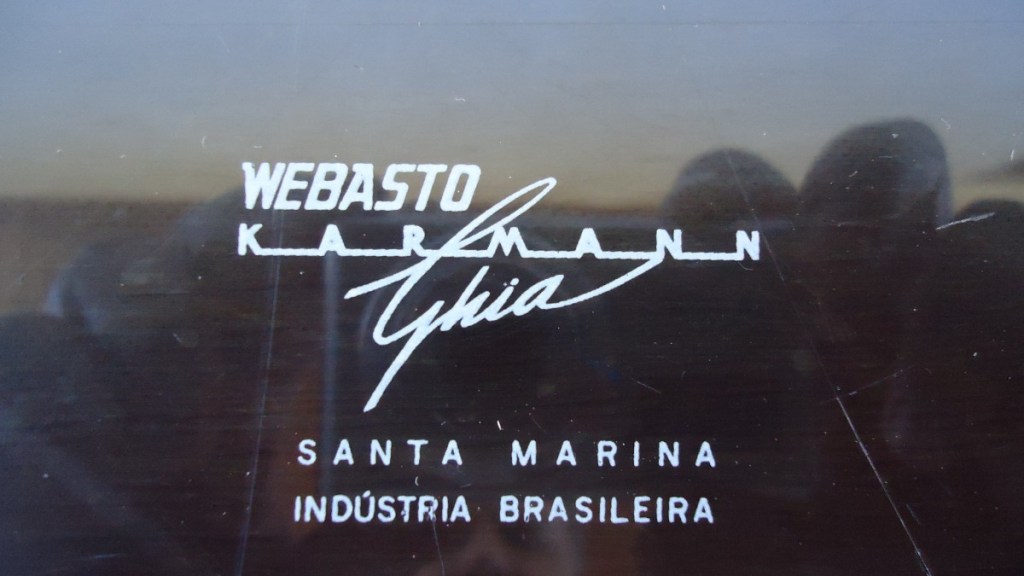 WEBASTO
KARMANN
Ghia
SANTA MARINA
INDÚSTRIA BRASILEIRA